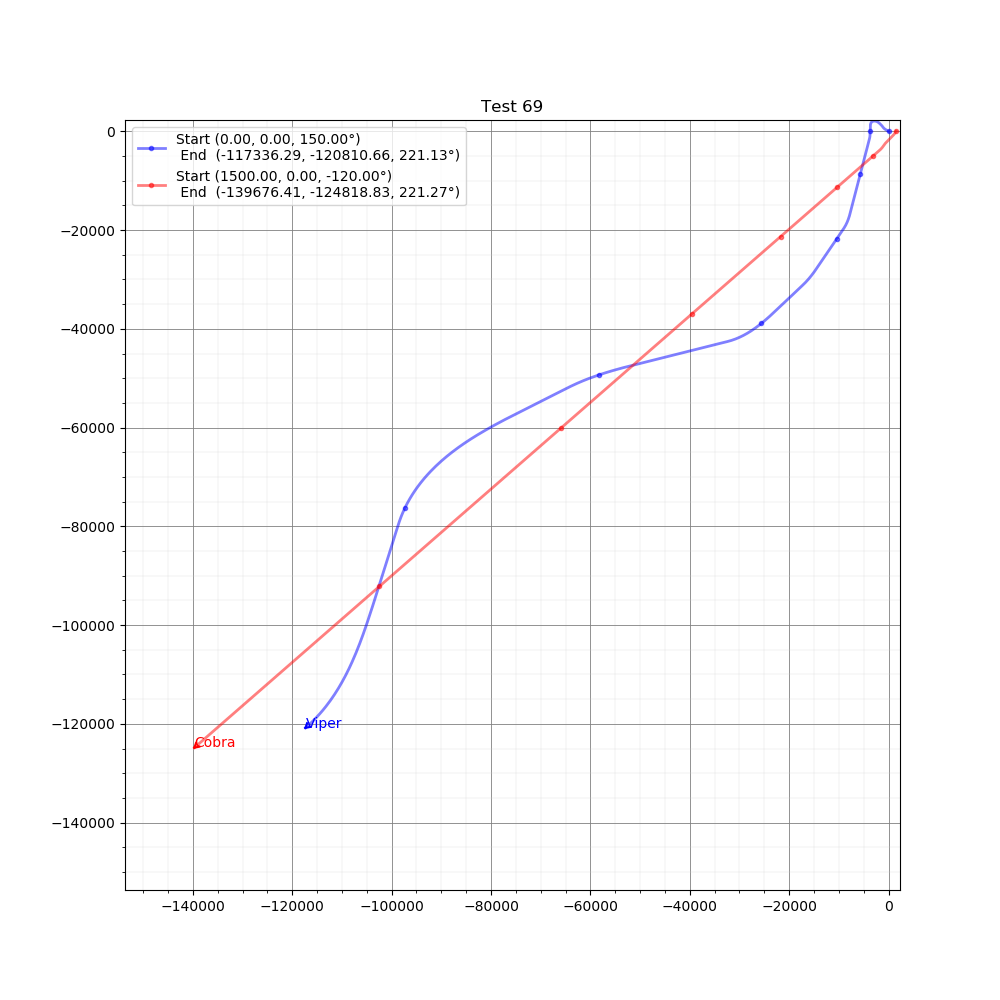 Test 69
Start (0.00, 0.00, 150.00°)
End (-117336.29, -120810.66, 221.13°)
Start (1500.00, 0.00, -120.00°)
End (-139676.41, -124818.83, 221.27°)
0
−20000
−40000
−60000
−80000
−100000
−120000
−140000
Viper
Cobra
−140000 −120000 −100000 −80000 −60000 −40000 −20000 0